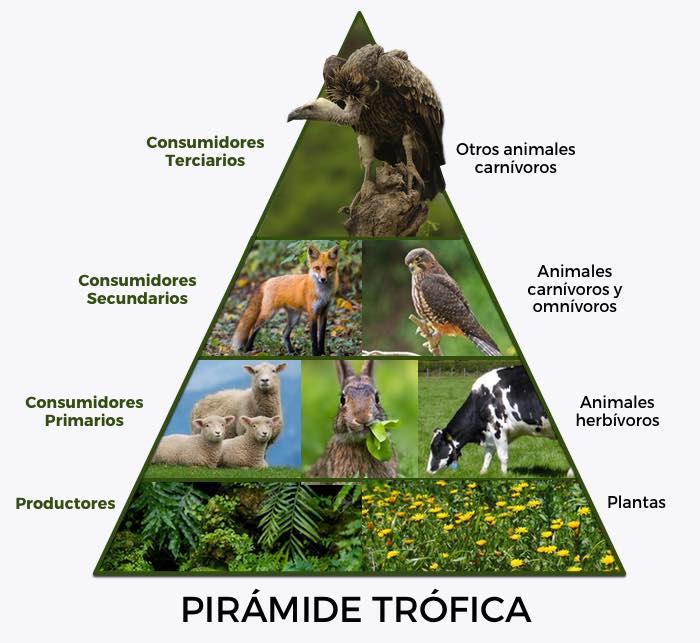 Consumidores
Terciarios
Otros animales
carnívoros
Consumidores
Secundarios
Animales
carnívoros y
omnívoros
Consumidores
Primarios
Animales
herbívoros
Productores
Plantas
PIRÁMIDE TRÓFICA